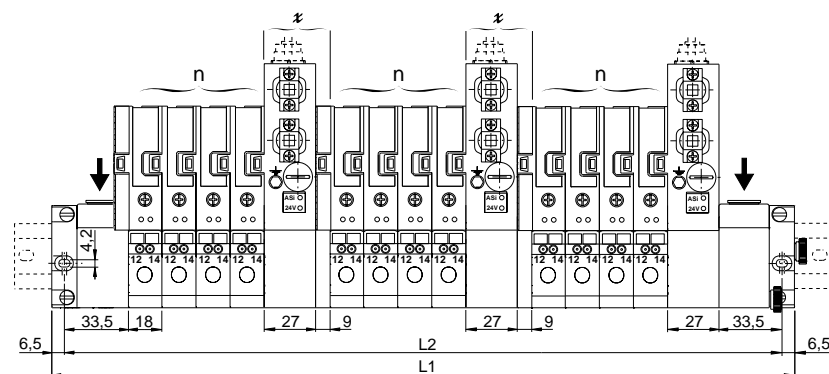 𝓍 𝓍
n n n
ASi ASi ASi
24V 24V 24V
4,2
12 14 12 14 12 14 12 14 12 14 12 14 12 14 12 14 12 14 12 14 12 14 12 14
33,5 18 27 9 27 9 27 33,5
6,5 L2 6,5
L1